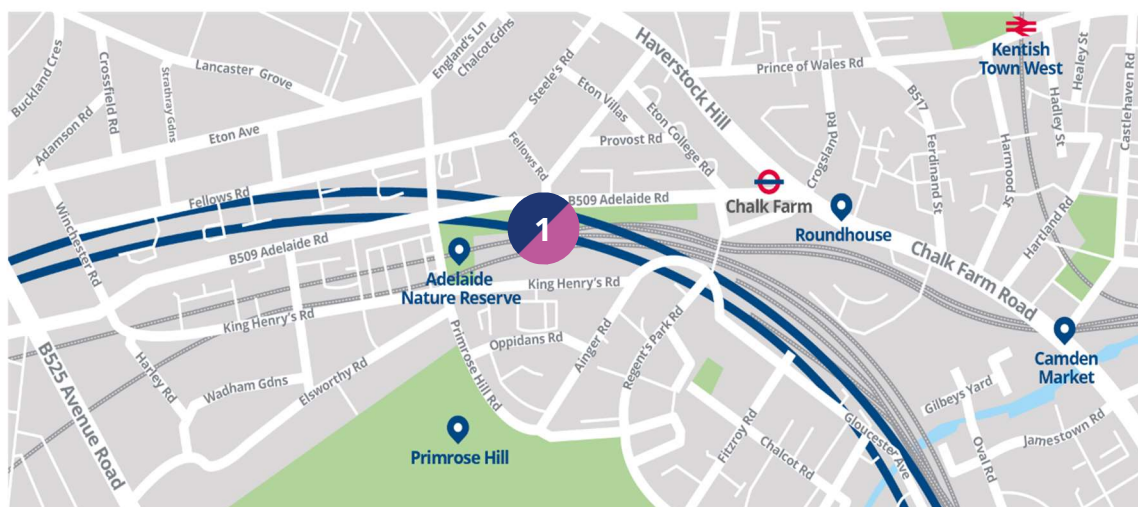 Buckland Cres
Crossfield Rd
Strathray Gdns
Lancaster Grove
England's Ln
Chalcot Gdns
Steele's Rd
Haverstock Hill
Prince of Wales Rd
Kentish
Town West
Healey St
Castlehaven Rd
Adamson Rd
Eton Ave
Eton Villas
Eton College Rd
B517
Hadley St
Provost Rd
Crogsland Rd
Ferdinand St
Harmood St
Fellows Rd
Fellows Rd
B509 Adelaide Rd
Chalk Farm
Roundhouse
Hartland Rd
Winchester Rd
B509 Adelaide Rd
1
Adelaide
Nature Reserve
King Henry's Rd
Chalk Farm Road
King Henry's Rd
Primrose Hill Rd
Oppidans Rd
Ainger Rd
Regent's Park Rd
Camden
Market
B525 Avenue Road
Harley Rd
Wadham Gdns
Elsworthy Rd
Gilbeys Yard
Primrose Hill
Fitzroy Rd
Chalcot Rd
Gloucester Ave
Oval Rd
Jamestown Rd